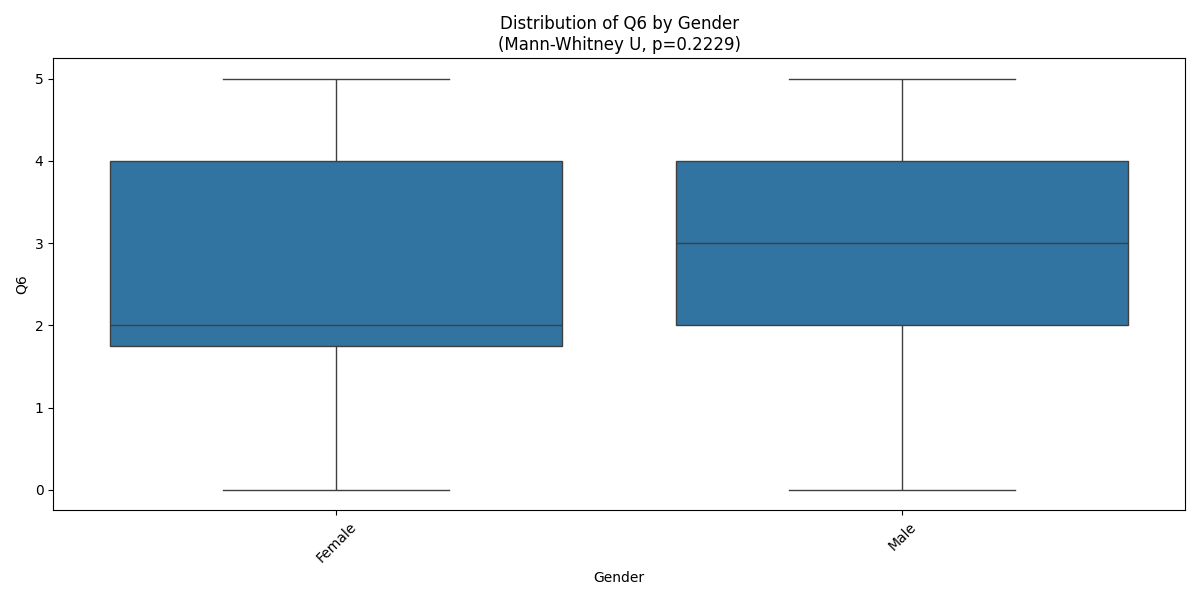 Distribution of Q6 by Gender
(Mann-Whitney U, p=0.2229)
5
4
3
2
1
0
Q6
Female
Male
Gender